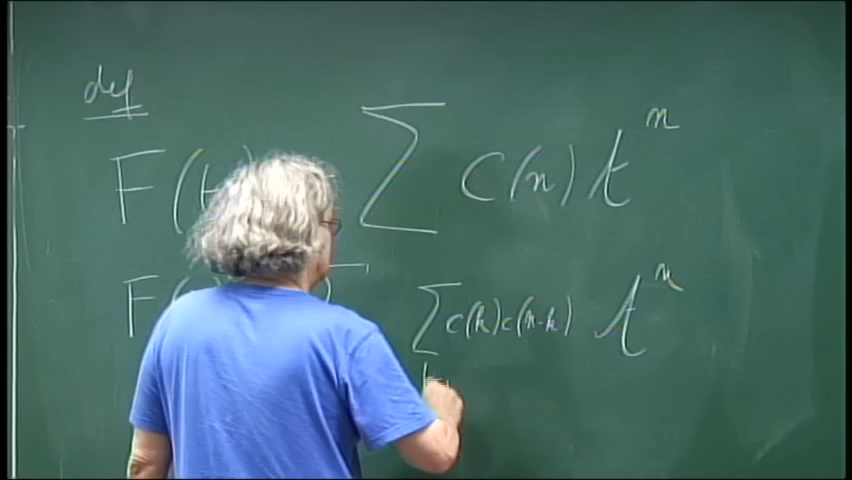 def
F(t) = ∑ c(n) t^n
F( ∑ c(k)c(n-k) t^n